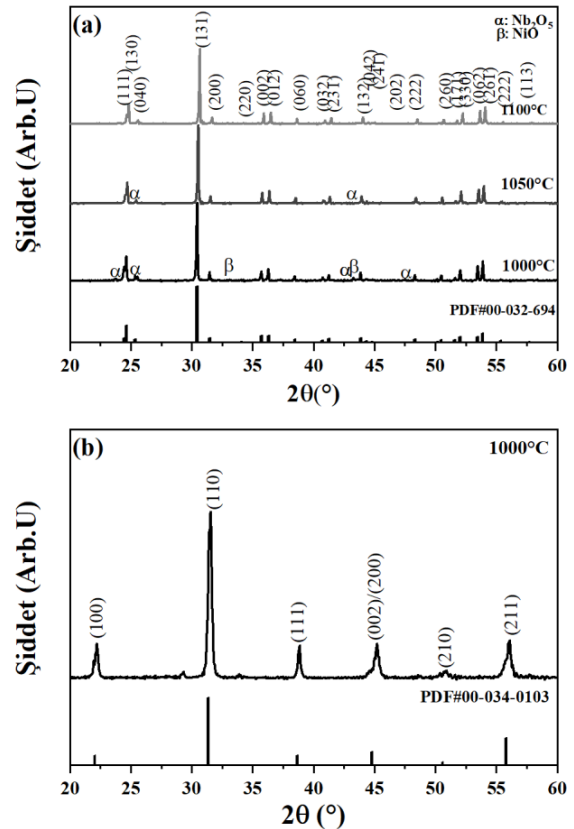 (a)
α: Nb₂O₅
β: NiO
(111)
(130)
(040)
(131)
(200)
(220)
(002)
(012)
(060)
(032)
(231)
(132)
(042)
(241)
(202)
(222)
(260)
(171)
(330)
(062)
(261)
(222)
(113)
1100°C
α
α
1050°C
α
α
β
α
β
α
1000°C
PDF#00-032-694
Şiddet (Arb.U)
20 25 30 35 40 45 50 55 60
2θ(°)
(b)
1000°C
(100)
(110)
(111)
(002)/(200)
(210)
(211)
PDF#00-034-0103
Şiddet (Arb.U)
20 25 30 35 40 45 50 55 60
2θ (°)